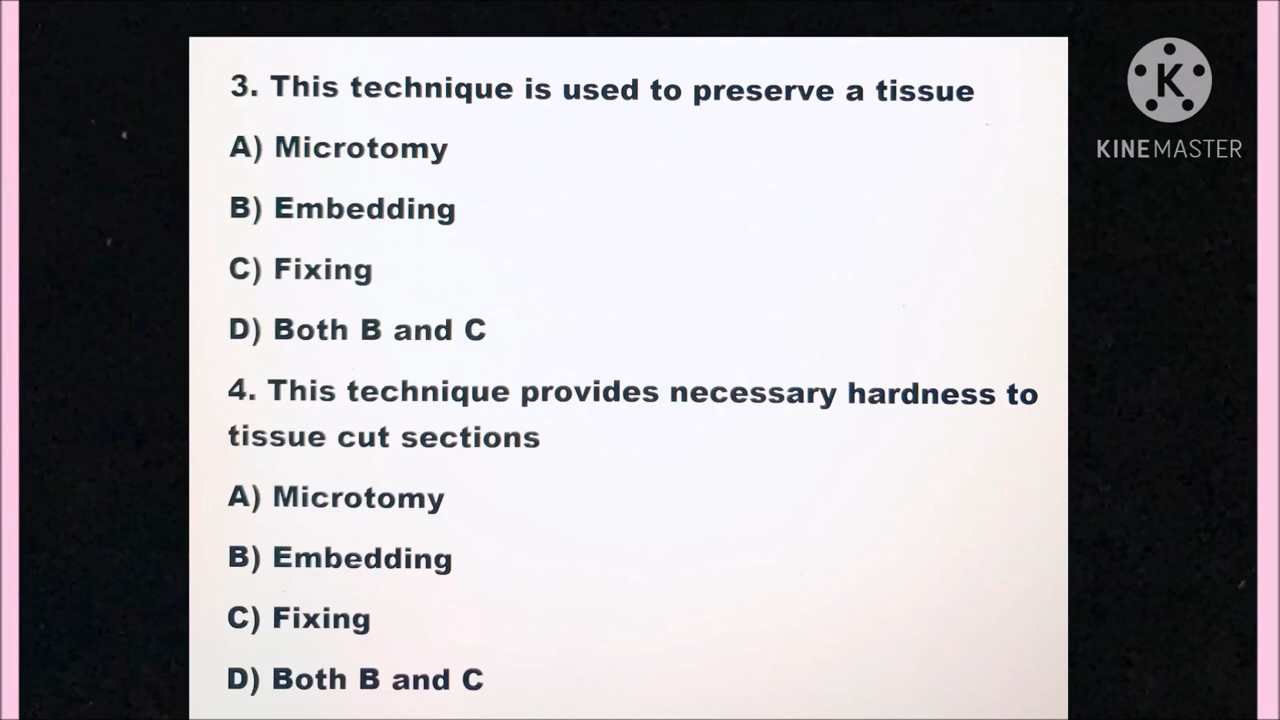 3. This technique is used to preserve a tissue
A) Microtomy
B) Embedding
C) Fixing
D) Both B and C
4. This technique provides necessary hardness to
tissue cut sections
A) Microtomy
B) Embedding
C) Fixing
D) Both B and C
K
KINEMASTER